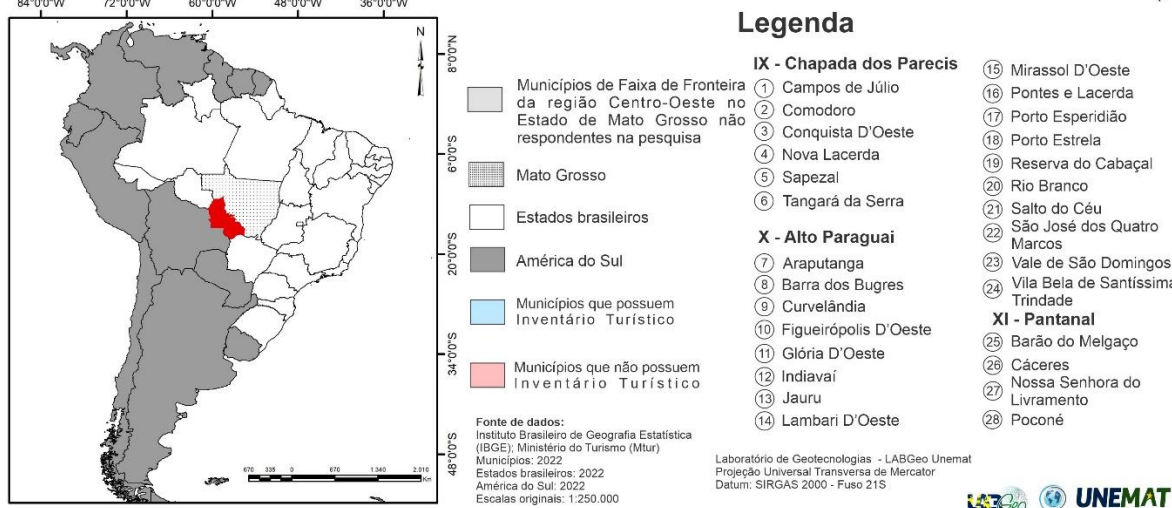 84°0'0"W 72°0'0"W 60°0'0"W 48°0'0"W 36°0'0"W
N
8°0'0"N
6°0'0"S
20°0'0"S
34°0'0"S
48°0'0"S
670 335 0 670 1.340 2.010
Km
Municípios de Faixa de Fronteira
da região Centro-Oeste no
Estado de Mato Grosso não
respondentes na pesquisa
Mato Grosso
Estados brasileiros
América do Sul
Municípios que possuem
Inventário Turístico
Municípios que não possuem
Inventário Turístico
Fonte de dados:
Instituto Brasileiro de Geografia Estatística
(IBGE); Ministério do Turismo (Mtur)
Municípios: 2022
Estados brasileiros: 2022
América do Sul: 2022
Escalas originais: 1:250.000
Legenda
IX - Chapada dos Parecis
1 Campos de Júlio
2 Comodoro
3 Conquista D'Oeste
4 Nova Lacerda
5 Sapezal
6 Tangará da Serra
X - Alto Paraguai
7 Araputanga
8 Barra dos Bugres
9 Curvelândia
10 Figueirópolis D'Oeste
11 Glória D'Oeste
12 Indiavaí
13 Jauru
14 Lambari D'Oeste
15 Mirassol D'Oeste
16 Pontes e Lacerda
17 Porto Esperidião
18 Porto Estrela
19 Reserva do Cabaçal
20 Rio Branco
21 Salto do Céu
22 São José dos Quatro
Marcos
23 Vale de São Domingos
24 Vila Bela de Santíssima
Trindade
XI - Pantanal
25 Barão do Melgaço
26 Cáceres
27 Nossa Senhora do
Livramento
28 Poconé
Laboratório de Geotecnologias - LABGeo Unemat
Projeção Universal Transversa de Mercator
Datum: SIRGAS 2000 - Fuso 21S
LABGeo UNEMAT